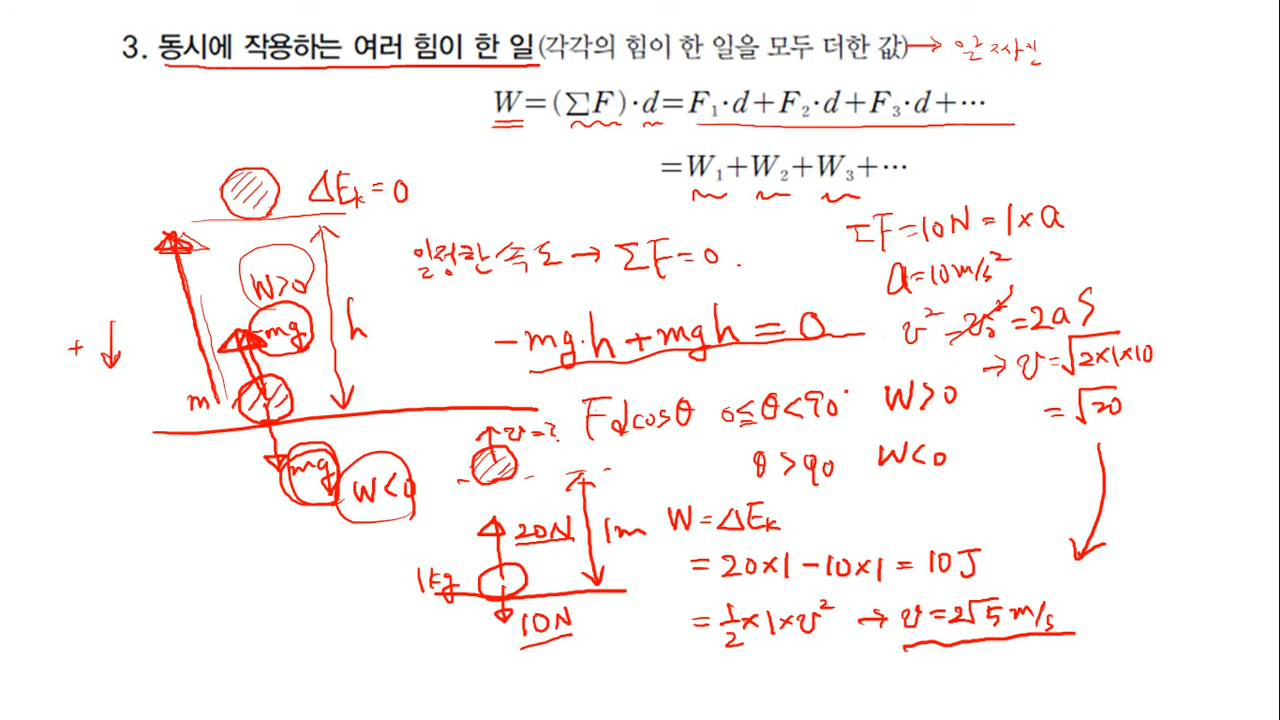 3. 동시에 작용하는 여러 힘이 한 일(각각의 힘이 한 일을 모두 더한 값) →
W=(∑F)·d=F₁·d+F₂·d+F₃·d+⋯
=W₁+W₂+W₃+⋯
ΔEk = 0
일정한 속도 → ΣF=0.
ΣF=10N=1×a
a=10m/s²
W>0
mg
h
+ ↓
m
-mg·h+mgh=0
v²-v₀²=2aS
→ v=√2×1×10
=√20
Fdcosθ 0≤θ<90° W>0
θ>90 W<0
mg
W<0
v=?
20N
1m
1kg
10N
W=ΔEk
=20×1-10×1=10J
=½×1×v² → v=2√5m/s